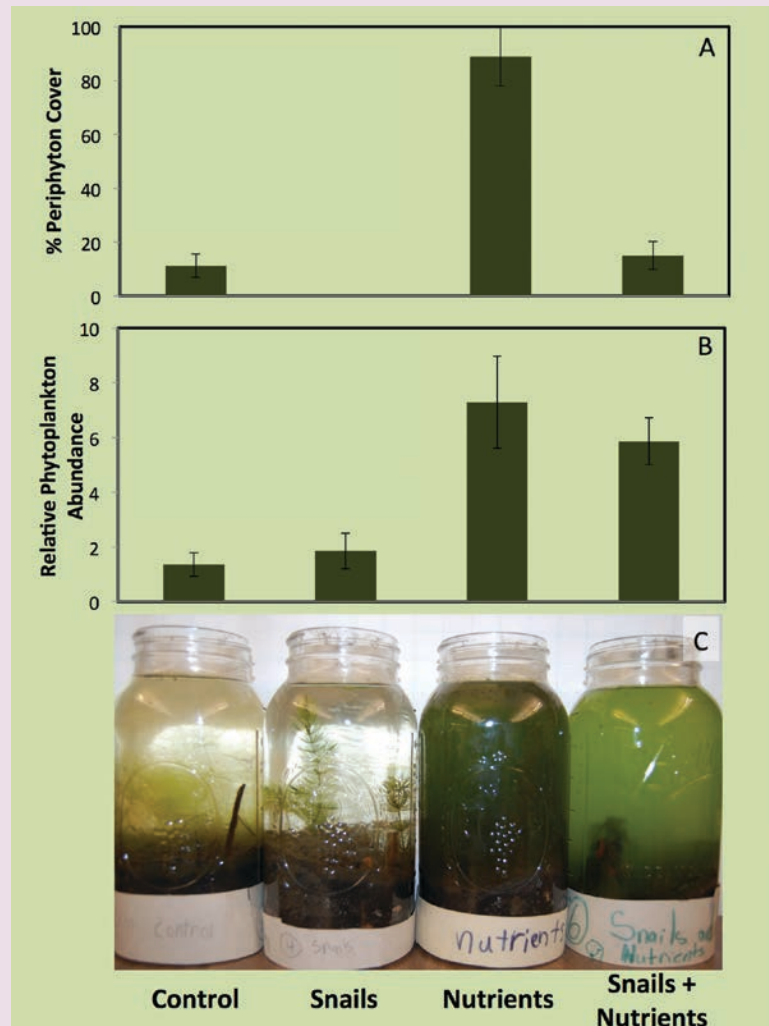 100
A
80
60
40
20
0
% Periphyton Cover
10
B
8
6
4
2
0
Relative Phytoplankton
Abundance
C
Control
Snails
nutrients
Snails and
Nutrients
Control
Snails
Nutrients
Snails +
Nutrients